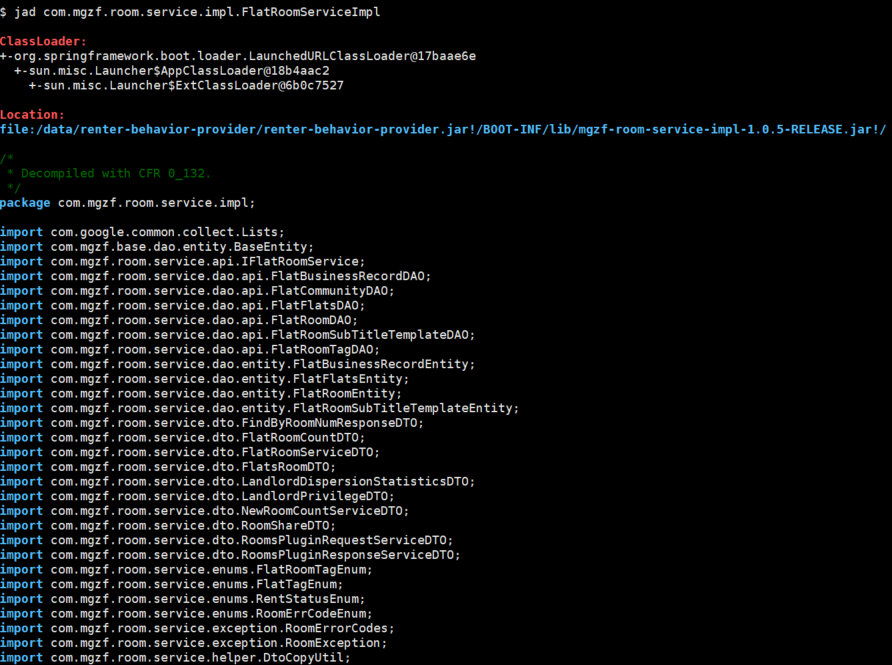 $ jad com.mgzf.room.service.impl.FlatRoomServiceImpl
ClassLoader:
+-org.springframework.boot.loader.LaunchedURLClassLoader@17baae6e
  +-sun.misc.Launcher$AppClassLoader@18b4aac2
    +-sun.misc.Launcher$ExtClassLoader@6b0c7527
Location:
file:/data/renter-behavior-provider/renter-behavior-provider.jar!/BOOT-INF/lib/mgzf-room-service-impl-1.0.5-RELEASE.jar!/
/*
 * Decompiled with CFR 0_132.
 */
package com.mgzf.room.service.impl;
import com.google.common.collect.Lists;
import com.mgzf.base.dao.entity.BaseEntity;
import com.mgzf.room.service.api.IFlatRoomService;
import com.mgzf.room.service.dao.api.FlatBusinessRecordDAO;
import com.mgzf.room.service.dao.api.FlatCommunityDAO;
import com.mgzf.room.service.dao.api.FlatFlatsDAO;
import com.mgzf.room.service.dao.api.FlatRoomDAO;
import com.mgzf.room.service.dao.api.FlatRoomSubTitleTemplateDAO;
import com.mgzf.room.service.dao.api.FlatRoomTagDAO;
import com.mgzf.room.service.dao.entity.FlatBusinessRecordEntity;
import com.mgzf.room.service.dao.entity.FlatFlatsEntity;
import com.mgzf.room.service.dao.entity.FlatRoomEntity;
import com.mgzf.room.service.dao.entity.FlatRoomSubTitleTemplateEntity;
import com.mgzf.room.service.dto.FindByRoomNumResponseDTO;
import com.mgzf.room.service.dto.FlatRoomCountDTO;
import com.mgzf.room.service.dto.FlatRoomServiceDTO;
import com.mgzf.room.service.dto.FlatsRoomDTO;
import com.mgzf.room.service.dto.LandlordDispersionStatisticsDTO;
import com.mgzf.room.service.dto.LandlordPrivilegeDTO;
import com.mgzf.room.service.dto.NewRoomCountServiceDTO;
import com.mgzf.room.service.dto.RoomShareDTO;
import com.mgzf.room.service.dto.RoomsPluginRequestServiceDTO;
import com.mgzf.room.service.dto.RoomsPluginResponseServiceDTO;
import com.mgzf.room.service.enums.FlatRoomTagEnum;
import com.mgzf.room.service.enums.FlatTagEnum;
import com.mgzf.room.service.enums.RentStatusEnum;
import com.mgzf.room.service.enums.RoomErrCodeEnum;
import com.mgzf.room.service.exception.RoomErrorCodes;
import com.mgzf.room.service.exception.RoomException;
import com.mgzf.room.service.helper.DtoCopyUtil;